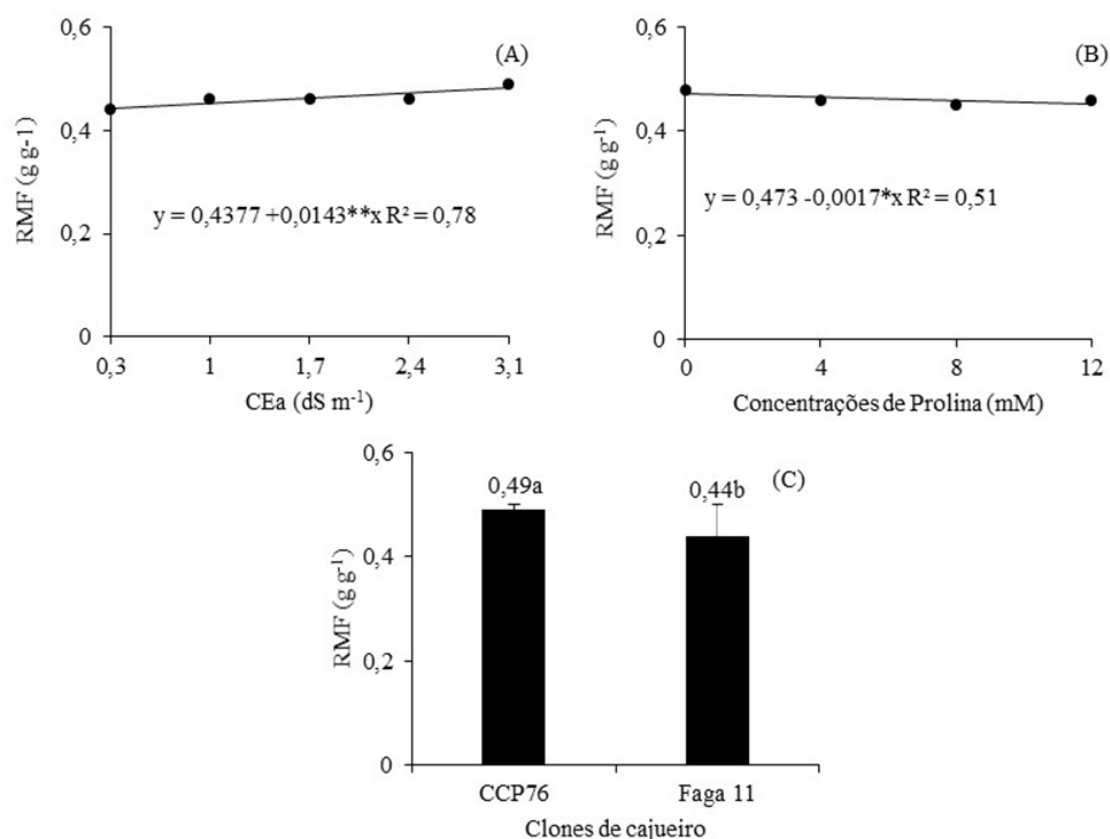 (A)
RMF (g g-1)
0,6
0,4
0,2
0
y = 0,4377 +0,0143**x R² = 0,78
0,3 1 1,7 2,4 3,1
CEa (dS m⁻¹)
(B)
RMF (g g⁻¹)
0,6
0,4
0,2
0
y = 0,473 -0,0017*x R² = 0,51
0 4 8 12
Concentrações de Prolina (mM)
(C)
RMF (g g⁻¹)
0,6
0,4
0,2
0
0,49a 0,44b
CCP76 Faga 11
Clones de cajueiro